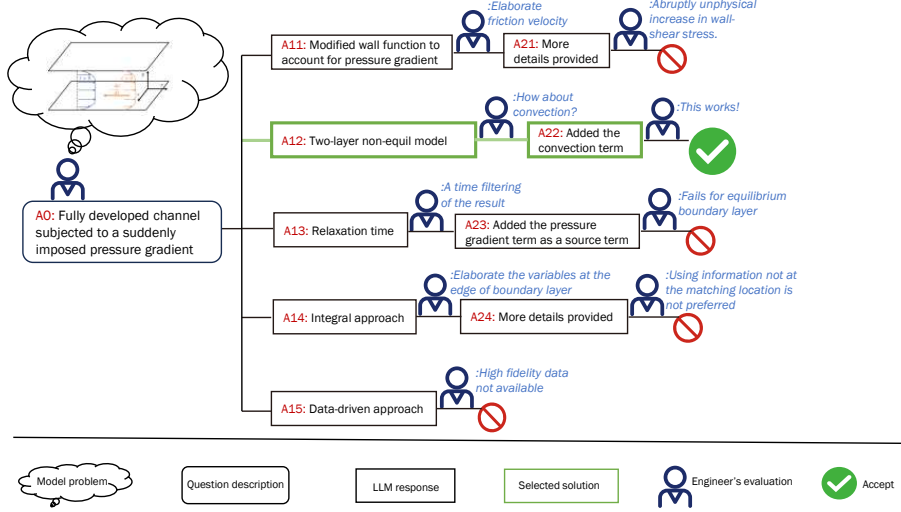 :Elaborate
friction velocity
:Abruptly unphysical
increase in wall-
shear stress.
A11: Modified wall function to
account for pressure gradient
A21: More
details provided
:How about
convection?
:This works!
A12: Two-layer non-equil model
A22: Added the
convection term
A0: Fully developed channel
subjected to a suddenly
imposed pressure gradient
:A time filtering
of the result
:Fails for equilibrium
boundary layer
A13: Relaxation time
A23: Added the pressure
gradient term as a source term
:Elaborate the variables at the
edge of boundary layer
:Using information not at
the matching location is
not preferred
A14: Integral approach
A24: More details provided
:High fidelity data
not available
A15: Data-driven approach
Model problem
Question description
LLM response
Selected solution
Engineer's evaluation
Accept